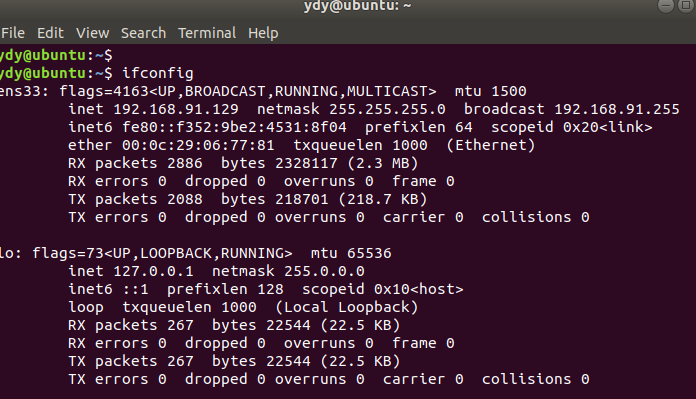 ydy@ubuntu: ~
File Edit View Search Terminal Help
ydy@ubuntu:~$
ydy@ubuntu:~$ ifconfig
ens33: flags=4163<UP,BROADCAST,RUNNING,MULTICAST>  mtu 1500
        inet 192.168.91.129  netmask 255.255.255.0  broadcast 192.168.91.255
        inet6 fe80::f352:9be2:4531:8f04  prefixlen 64  scopeid 0x20<link>
        ether 00:0c:29:06:77:81  txqueuelen 1000  (Ethernet)
        RX packets 2886  bytes 2328117 (2.3 MB)
        RX errors 0  dropped 0  overruns 0  frame 0
        TX packets 2088  bytes 218701 (218.7 KB)
        TX errors 0  dropped 0 overruns 0  carrier 0  collisions 0

lo: flags=73<UP,LOOPBACK,RUNNING>  mtu 65536
        inet 127.0.0.1  netmask 255.0.0.0
        inet6 ::1  prefixlen 128  scopeid 0x10<host>
        loop  txqueuelen 1000  (Local Loopback)
        RX packets 267  bytes 22544 (22.5 KB)
        RX errors 0  dropped 0  overruns 0  frame 0
        TX packets 267  bytes 22544 (22.5 KB)
        TX errors 0  dropped 0 overruns 0  carrier 0  collisions 0